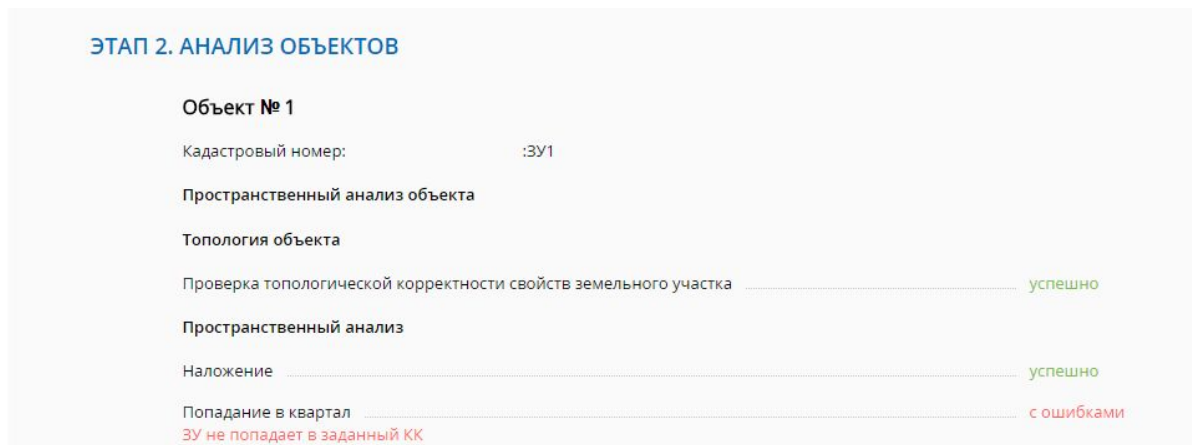 ЭТАП 2. АНАЛИЗ ОБЪЕКТОВ
Объект № 1
Кадастровый номер: :ЗУ1
Пространственный анализ объекта
Топология объекта
Проверка топологической корректности свойств земельного участка успешно
Пространственный анализ
Наложение успешно
Попадание в квартал с ошибками
ЗУ не попадает в заданный КК